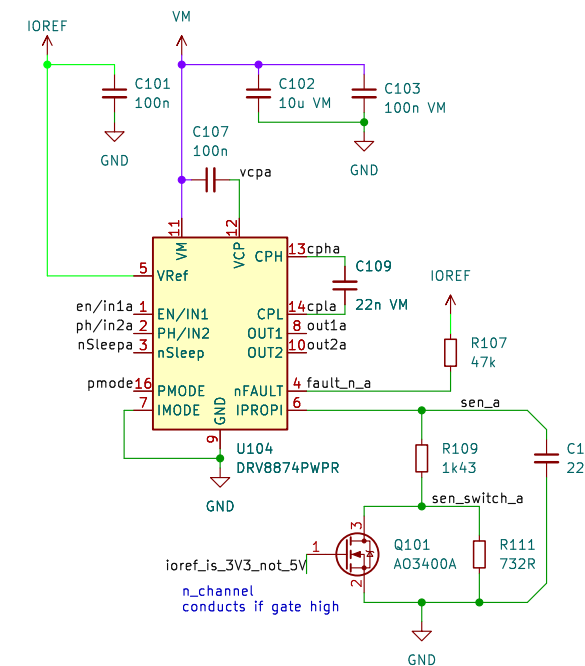 IOREF
VM
C101
100n
GND
C102
10u VM
C103
100n VM
GND
C107
100n
vcpa
11
12
VM
VCP
CPH
13
cpha
5
VRef
C109
22n VM
IOREF
en/in1a
1
EN/IN1
CPL
14
cpla
ph/in2a
2
PH/IN2
OUT1
8
out1a
nSleepa
3
nSleep
OUT2
10
out2a
R107
47k
pmode
16
PMODE
nFAULT
4
fault_n_a
7
IMODE
GND
IPROPI
6
sen_a
9
U104
DRV8874PWPR
GND
R109
1k43
C1
22
sen_switch_a
3
ioref_is_3V3_not_5V
1
Q101
AO3400A
2
R111
732R
n_channel
conducts if gate high
GND